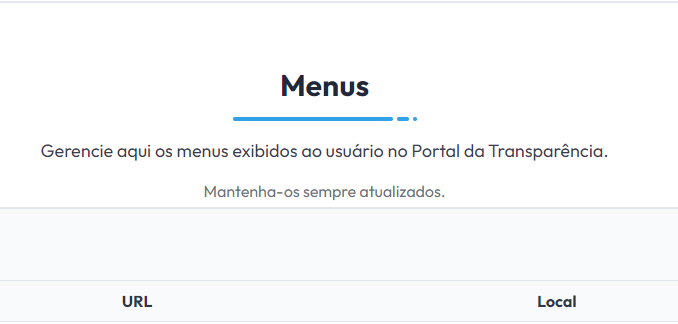 Menus
Gerencie aqui os menus exibidos ao usuário no Portal da Transparência.
Mantenha-os sempre atualizados.
URL
Local